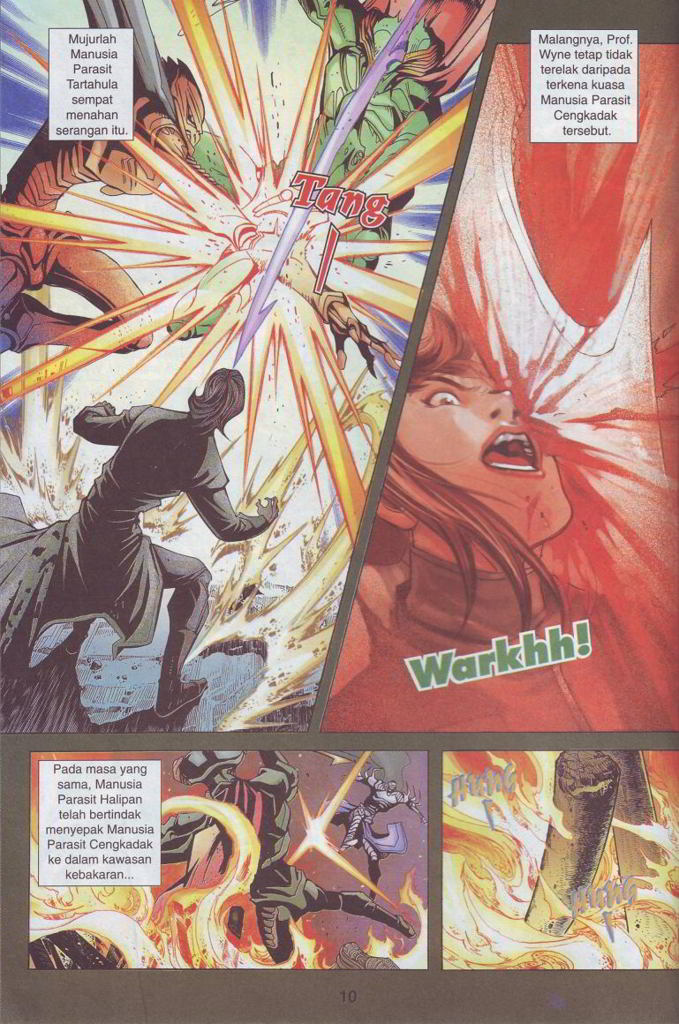 Mujurlah
Manusia
Parasit
Tartahula
sempat
menahan
serangan itu.
Malangnya, Prof.
Wyne tetap tidak
terelak daripada
terkena kuasa
Manusia Parasit
Cengkadak
tersebut.
Tang
!
Warkhh!
Pada masa yang
sama, Manusia
Parasit Halipan
telah bertindak
menyepak Manusia
Parasit Cengkadak
ke dalam kawasan
kebakaran...
10